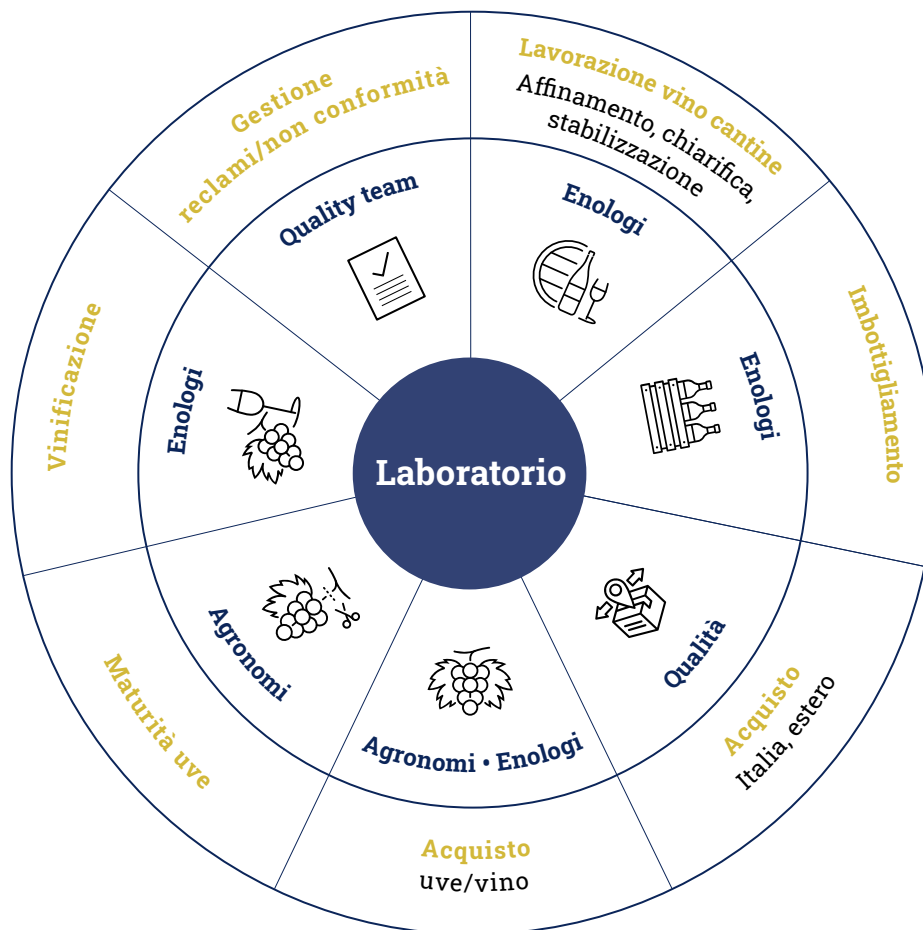 Gestione
reclami/non conformità
Lavorazione vino cantine
Affinamento, chiarifica,
stabilizzazione
Quality team
Enologi
Vinificazione
Enologi
Laboratorio
Enologi
Imbottigliamento
Maturità uve
Agronomi
Agronomi • Enologi
Qualità
Acquisto
Italia, estero
Acquisto
uve/vino